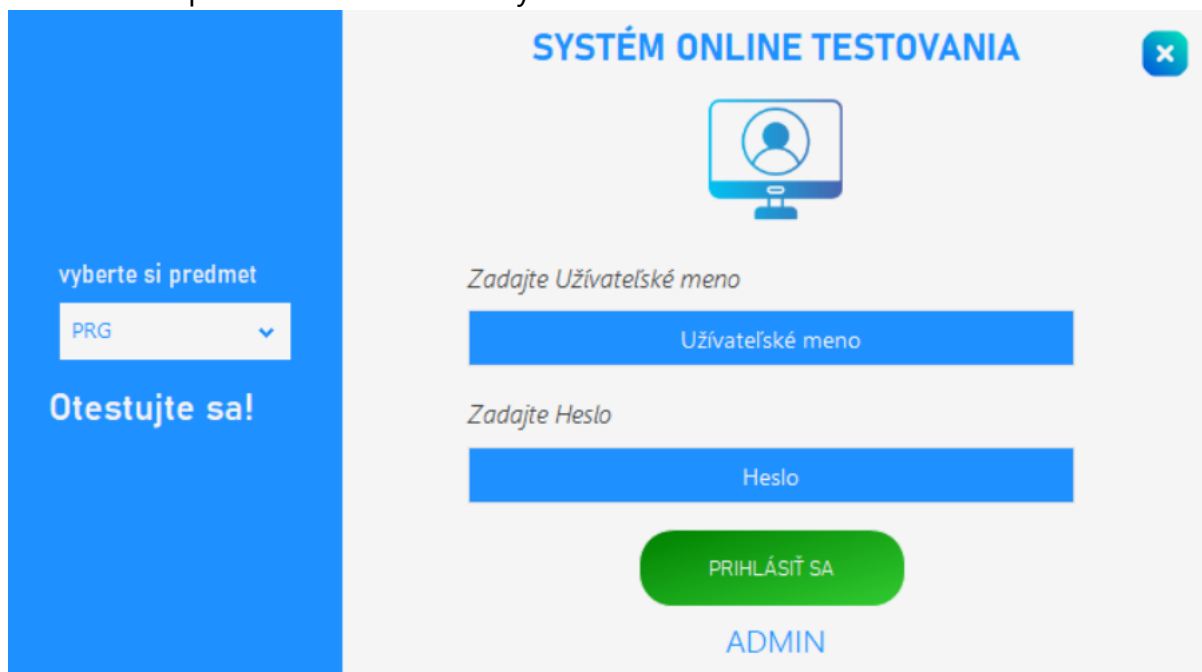 SYSTÉM ONLINE TESTOVANIA
vyberte si predmet
PRG
Otestujte sa!
Zadajte Užívateľské meno
Užívateľské meno
Zadajte Heslo
Heslo
PRIHLÁSIŤ SA
ADMIN